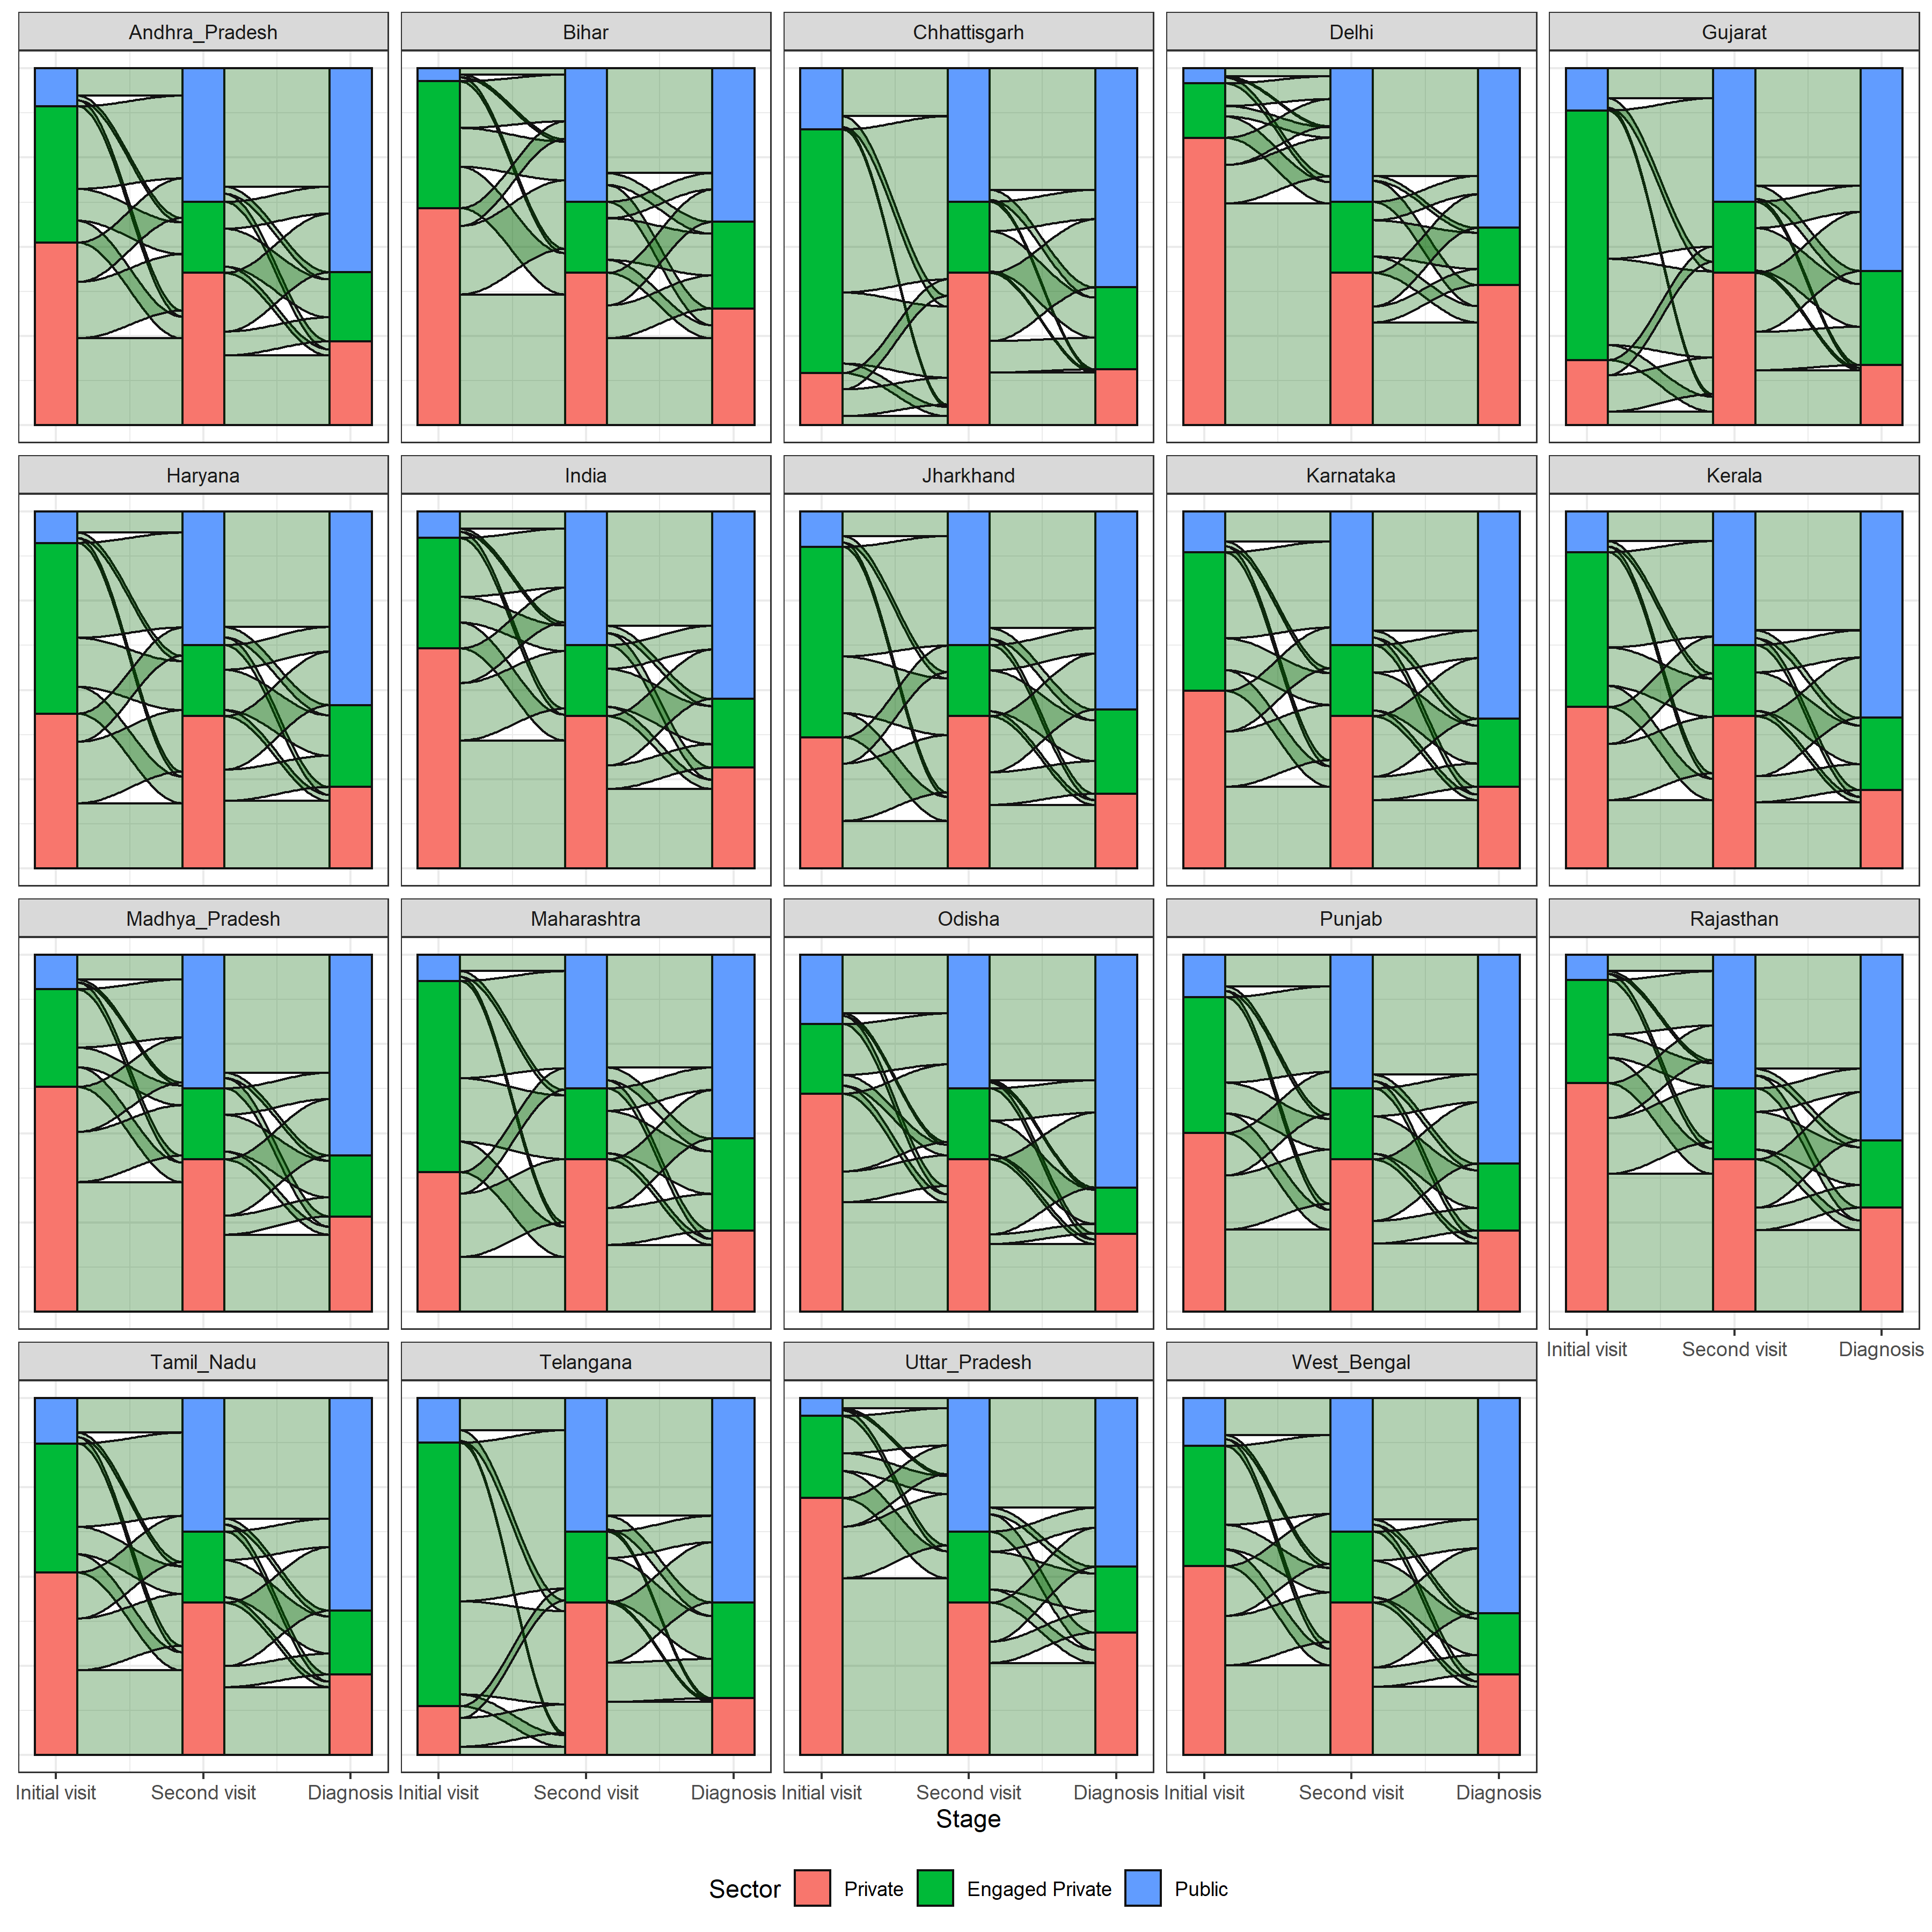 Andhra_Pradesh
Bihar
Chhattisgarh
Delhi
Gujarat
Haryana
India
Jharkhand
Karnataka
Kerala
Madhya_Pradesh
Maharashtra
Odisha
Punjab
Rajasthan
Initial visit Second visit Diagnosis
Tamil_Nadu
Telangana
Uttar_Pradesh
West_Bengal
Initial visit Second visit Diagnosis
Initial visit Second visit Diagnosis
Initial visit Second visit Diagnosis
Initial visit Second visit Diagnosis
Stage
Sector Private Engaged Private Public